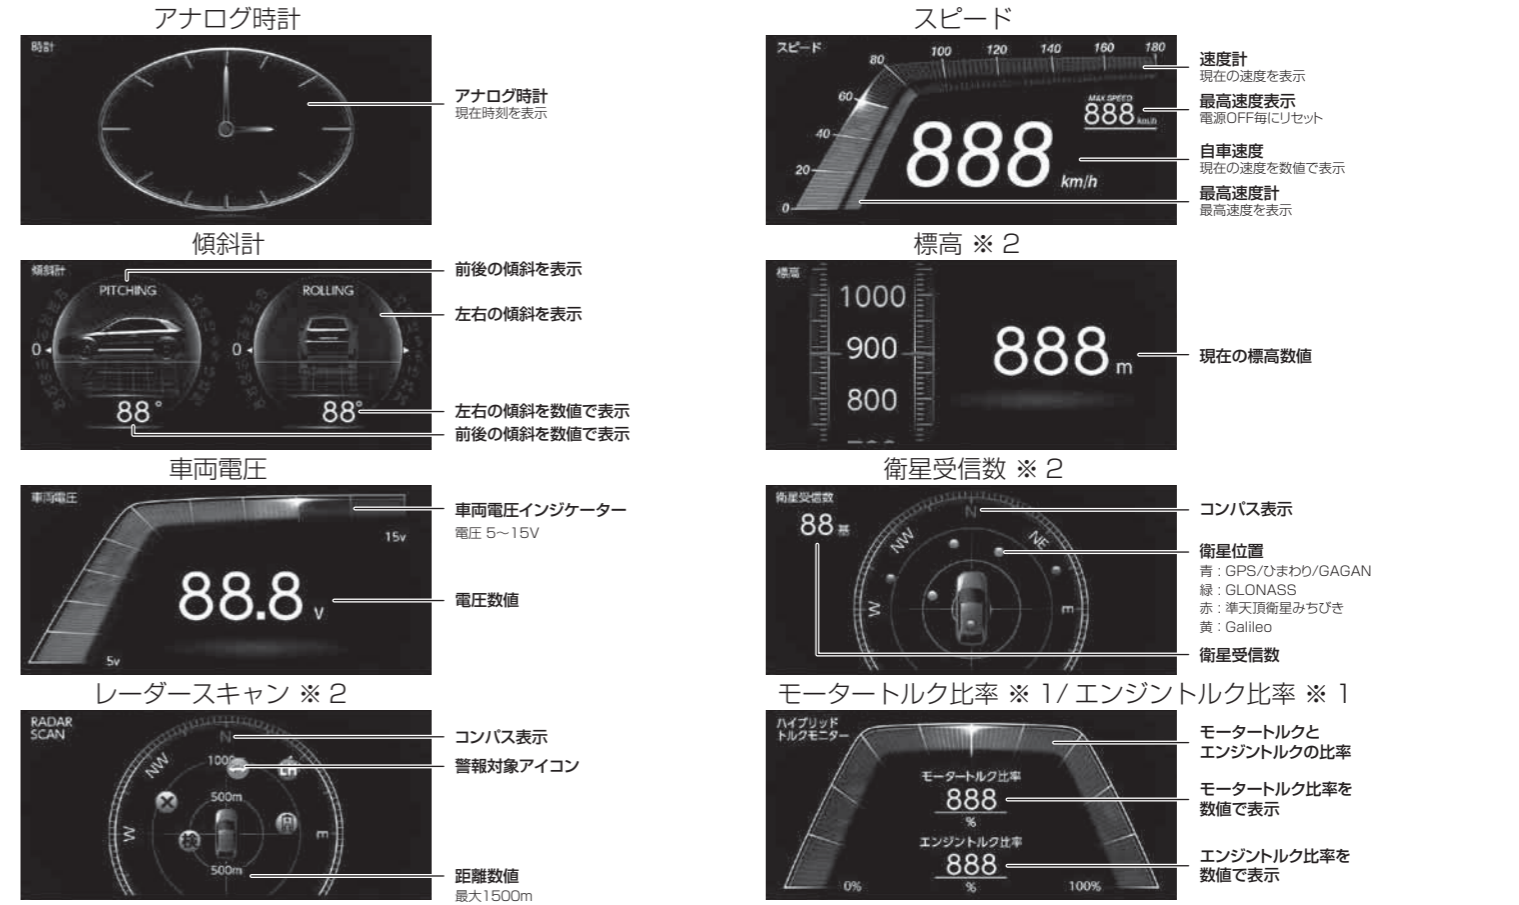 アナログ時計
時計
アナログ時計
現在時刻を表示
スピード
スピード
0
20
40
60
80
100
120
140
160
180
MAX SPEED
888 km/h
888 km/h
速度計
現在の速度を表示
最高速度表示
電源OFF毎にリセット
自車速度
現在の速度を数値で表示
最高速度計
最高速度を表示
傾斜計
傾斜計
PITCHING
ROLLING
0
0
88°
88°
前後の傾斜を表示
左右の傾斜を表示
左右の傾斜を数値で表示
前後の傾斜を数値で表示
標高 ※ 2
標高
1000
900
800
888 m
現在の標高数値
車両電圧
車両電圧
15v
88.8 v
5v
車両電圧インジケーター
電圧 5〜15V
電圧数値
衛星受信数 ※ 2
衛星受信数
88基
N
NW
NE
W
E
コンパス表示
衛星位置
青：GPS/ひまわり/GAGAN
緑：GLONASS
赤：準天頂衛星みちびき
黄：Galileo
衛星受信数
レーダースキャン ※ 2
RADAR
SCAN
N
NW
1000
500m
検
W
E
500m
コンパス表示
警報対象アイコン
距離数値
最大1500m
モータートルク比率 ※ 1/ エンジントルク比率 ※ 1
ハイブリッド
トルクモニター
モータートルク比率
888
%
エンジントルク比率
888
%
0%
100%
モータートルクと
エンジントルクの比率
モータートルク比率を
数値で表示
エンジントルク比率を
数値で表示